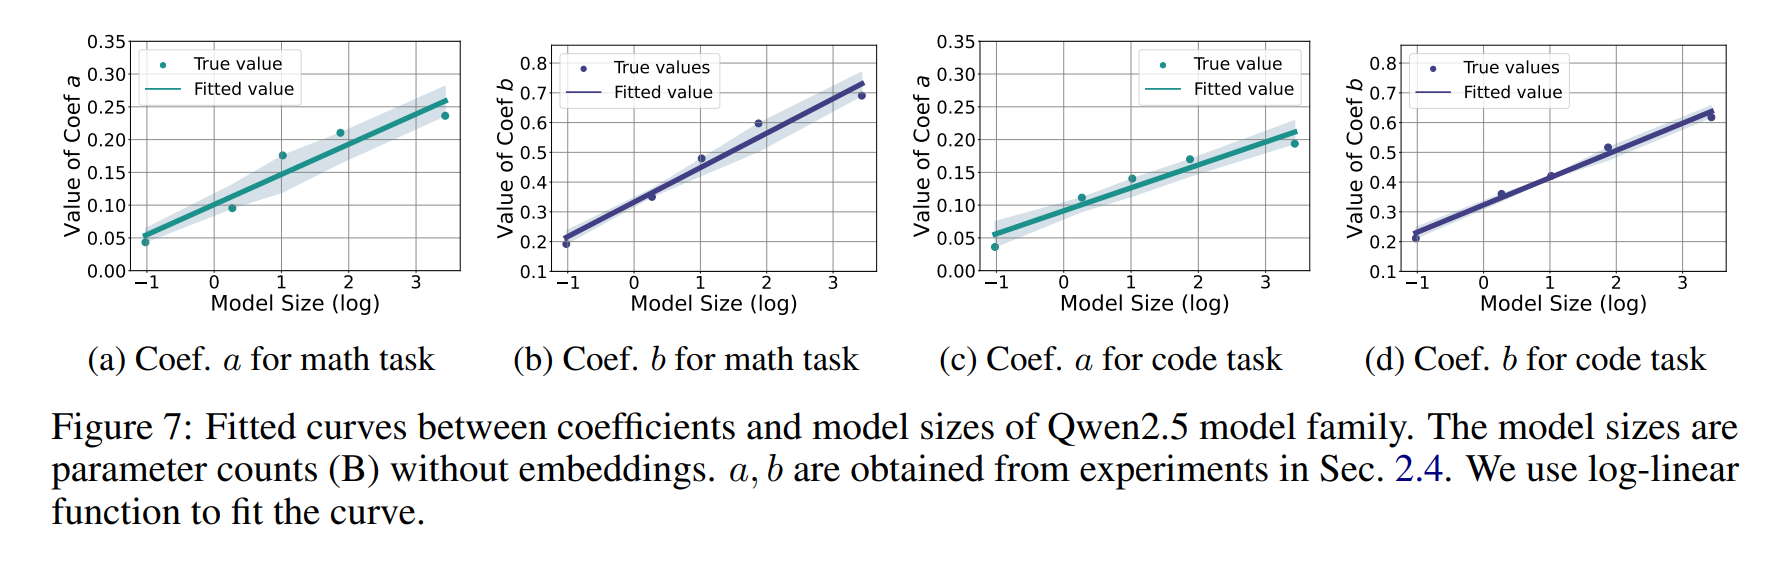 0.35
0.30
0.25
0.20
0.15
0.10
0.05
0.00
Value of Coef a
True value
Fitted value
−1 0 1 2 3
Model Size (log)
(a) Coef. a for math task
0.8
0.7
0.6
0.5
0.4
0.3
0.2
0.1
Value of Coef b
True values
Fitted value
−1 0 1 2 3
Model Size (log)
(b) Coef. b for math task
0.35
0.30
0.25
0.20
0.15
0.10
0.05
0.00
Value of Coef a
True value
Fitted value
−1 0 1 2 3
Model Size (log)
(c) Coef. a for code task
0.8
0.7
0.6
0.5
0.4
0.3
0.2
0.1
Value of Coef b
True values
Fitted value
−1 0 1 2 3
Model Size (log)
(d) Coef. b for code task
Figure 7: Fitted curves between coefficients and model sizes of Qwen2.5 model family. The model sizes are
parameter counts (B) without embeddings. a, b are obtained from experiments in Sec. 2.4. We use log-linear
function to fit the curve.